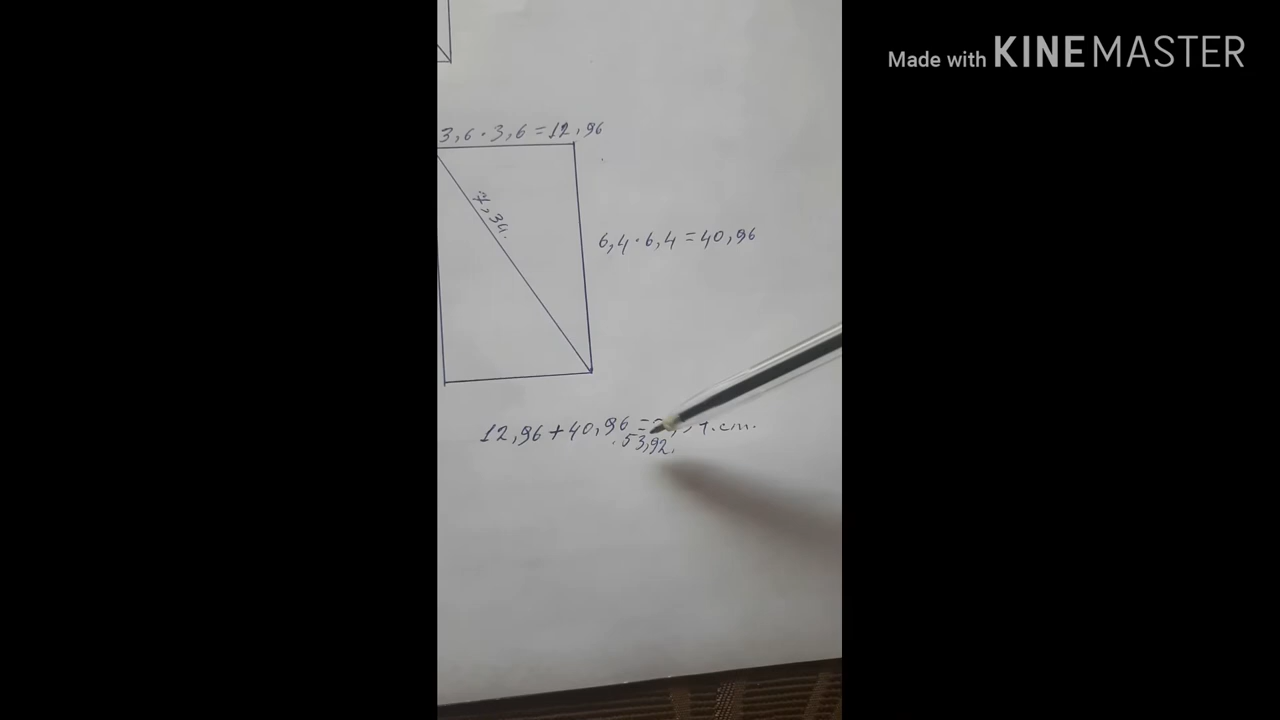 Made with KINEMASTER
3,6 · 3,6 = 12,96
6,4 · 6,4 = 40,96
12,96 + 40,96 =
53,92